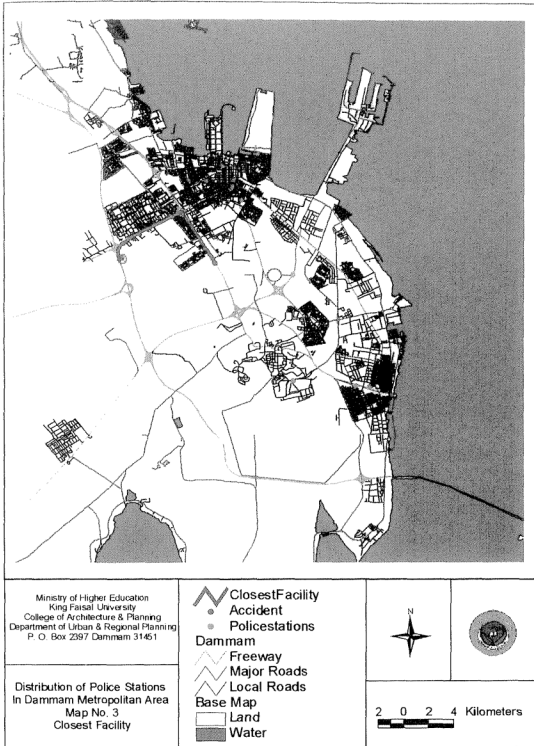 Ministry of Higher Education
King Faisal University
College of Architecture & Planning
Department of Urban & Regional Planning
P. O. Box 2397 Dammam 31451
Distribution of Police Stations
In Dammam Metropolitan Area
Map No. 3
Closest Facility
ClosestFacility
Accident
Policestations
Dammam
Freeway
Major Roads
Local Roads
Base Map
Land
Water
N
2 0 2 4 Kilometers